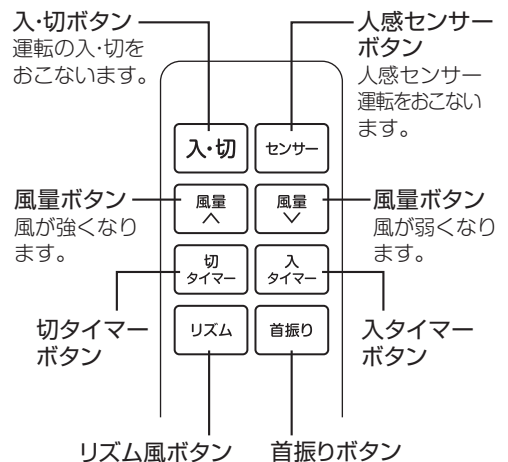 入・切ボタン
運転の入・切を
おこないます。
人感センサー
ボタン
人感センサー
運転をおこない
ます。
入・切
センサー
風量ボタン
風が強くなり
ます。
風量
風量
風量ボタン
風が弱くなり
ます。
切
タイマー
入
タイマー
切タイマー
ボタン
リズム
首振り
入タイマー
ボタン
リズム風ボタン
首振りボタン